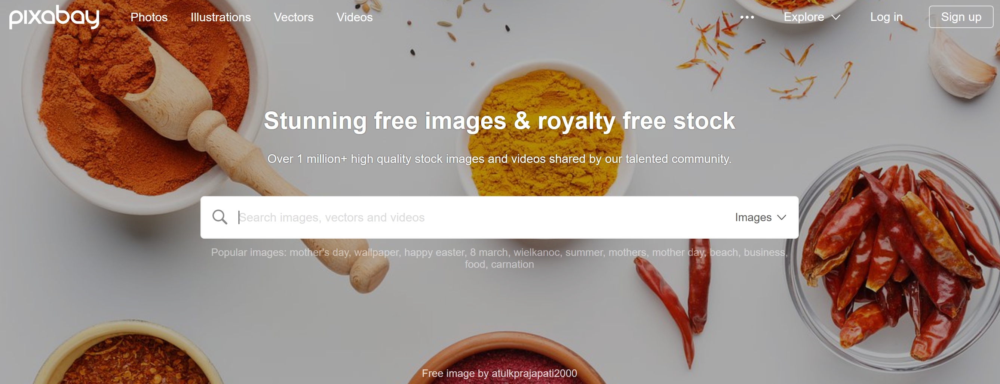 pixabay Photos Illustrations Vectors Videos ••• Explore Log in Sign up
Stunning free images & royalty free stock
Over 1 million+ high quality stock images and videos shared by our talented community.
Search images, vectors and videos Images
Popular images: mother's day, wallpaper, happy easter, 8 march, wielkanoc, summer, mothers, mother day, beach, business,
food, carnation
Free image by atulkprajapati2000